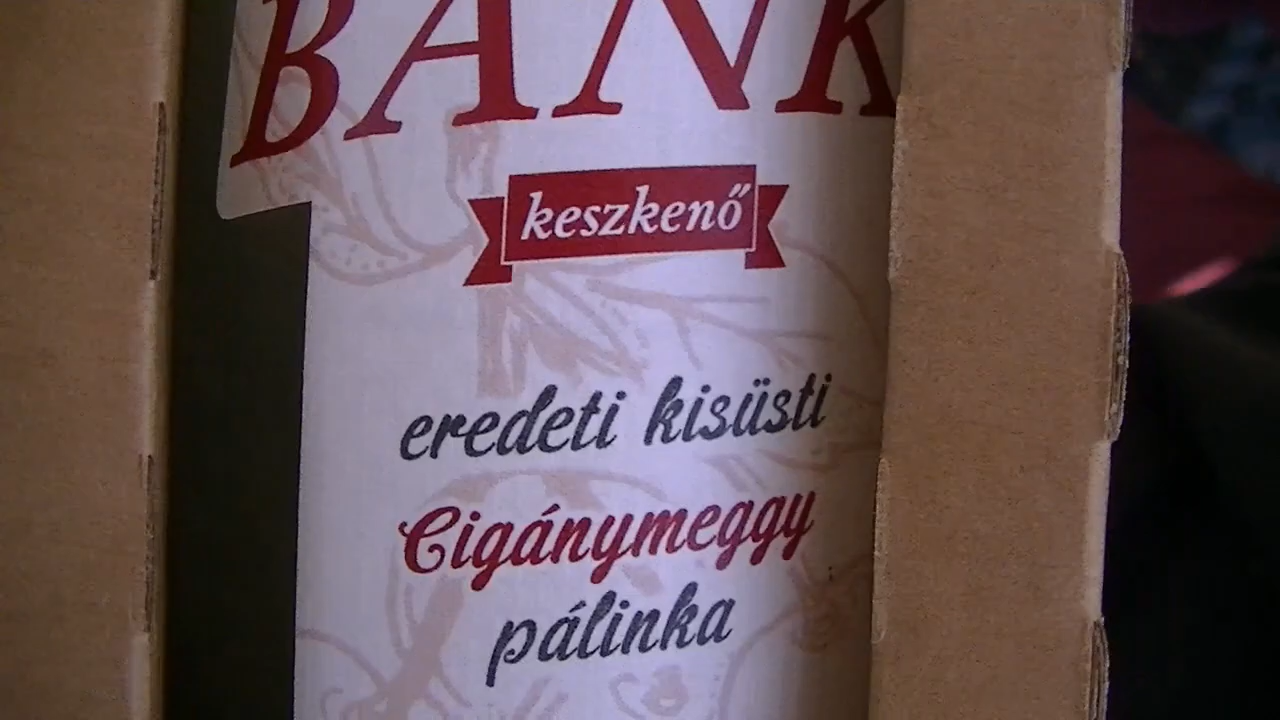 BANK
keszkenő
eredeti kisüsti
Cigánymeggy
pálinka